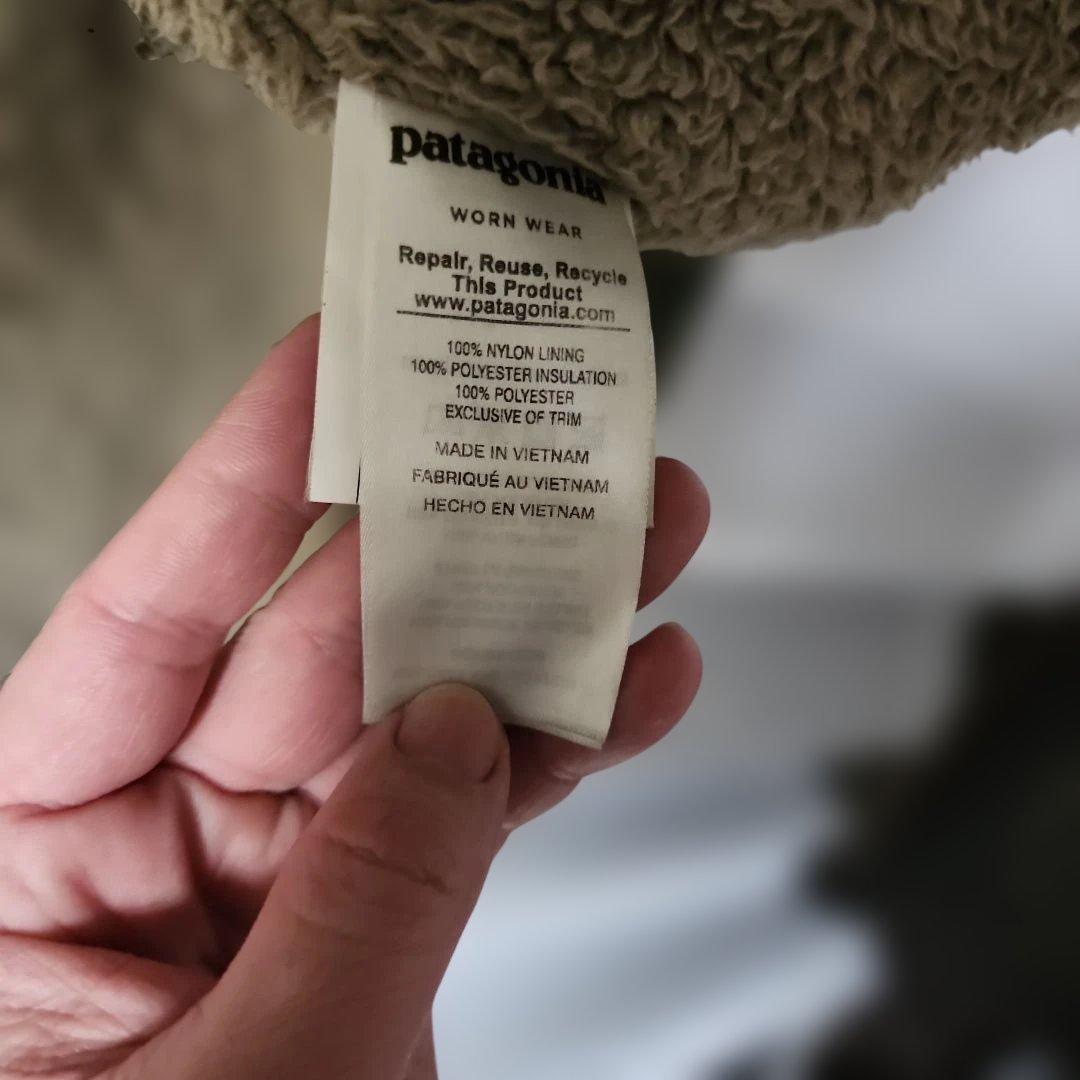 patagonia
WORN WEAR
Repair, Reuse, Recycle
This Product
www.patagonia.com
100% NYLON LINING
100% POLYESTER INSULATION
100% POLYESTER
EXCLUSIVE OF TRIM
MADE IN VIETNAM
FABRIQUÉ AU VIETNAM
HECHO EN VIETNAM